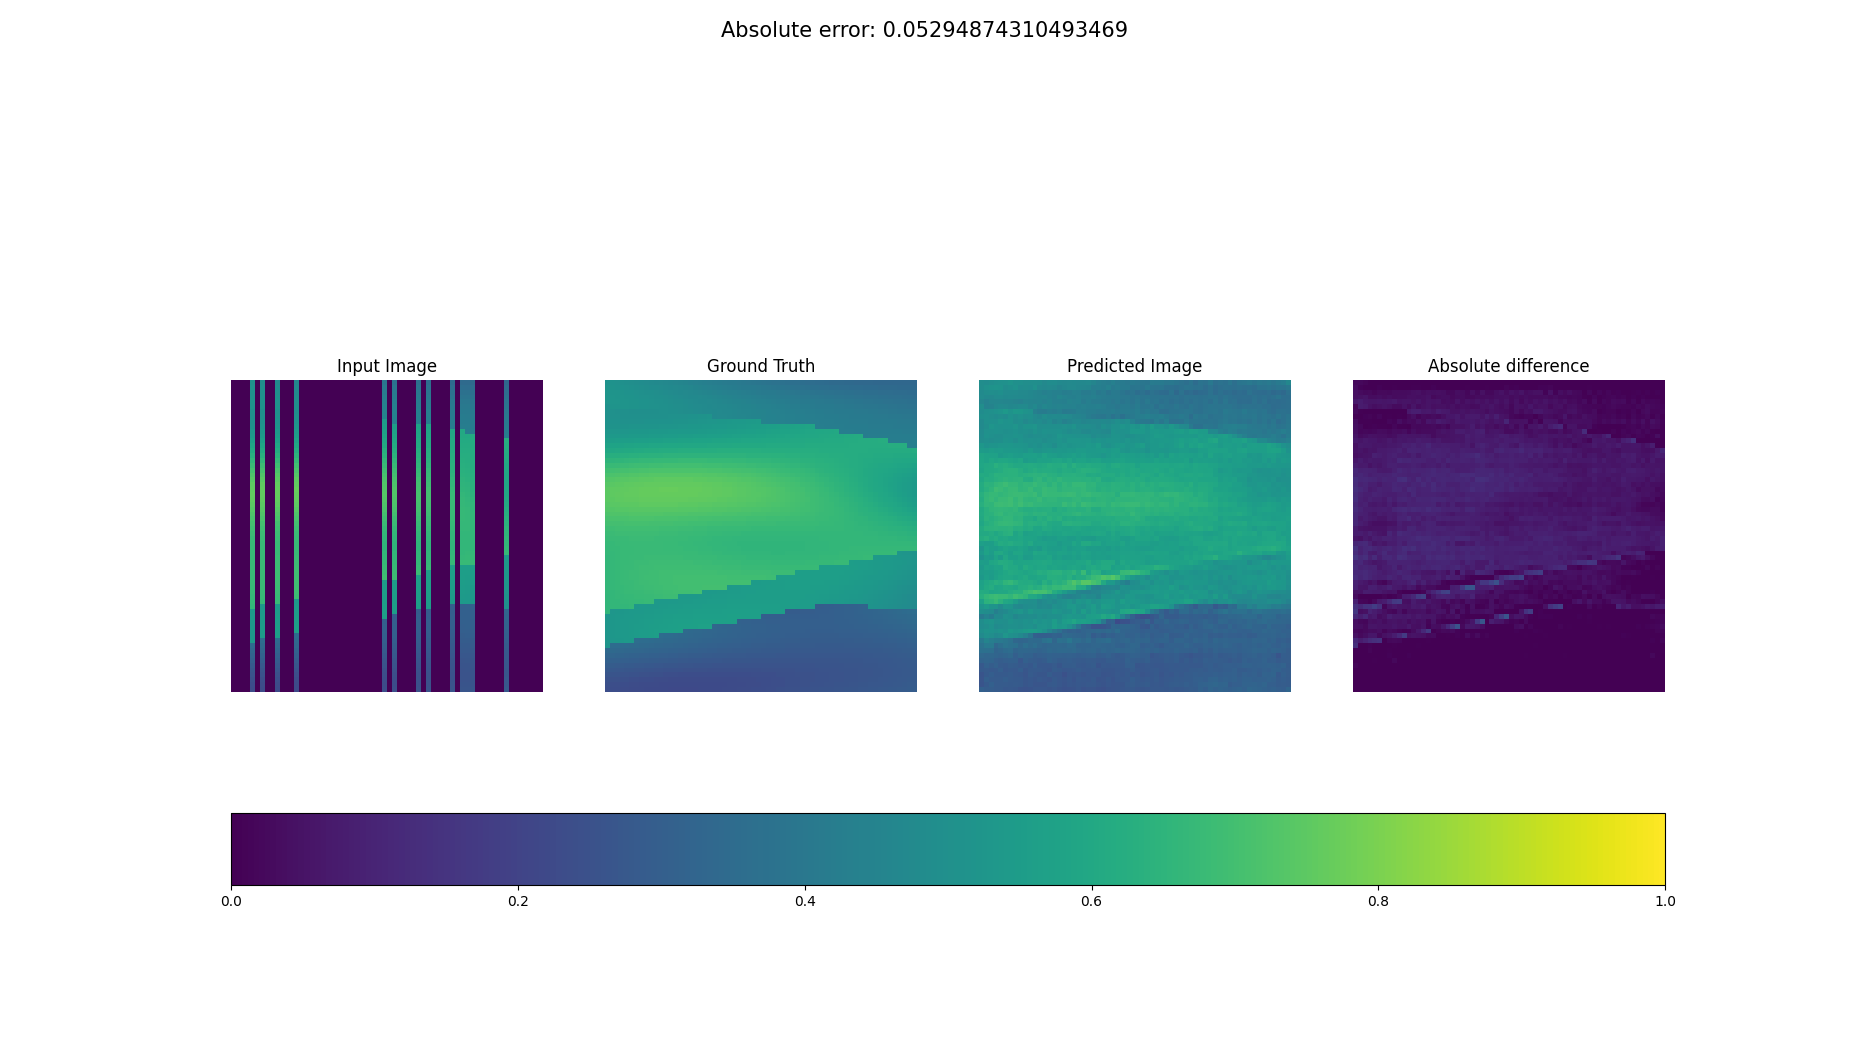 Absolute error: 0.05294874310493469
Input Image
Ground Truth
Predicted Image
Absolute difference
0.0
0.2
0.4
0.6
0.8
1.0